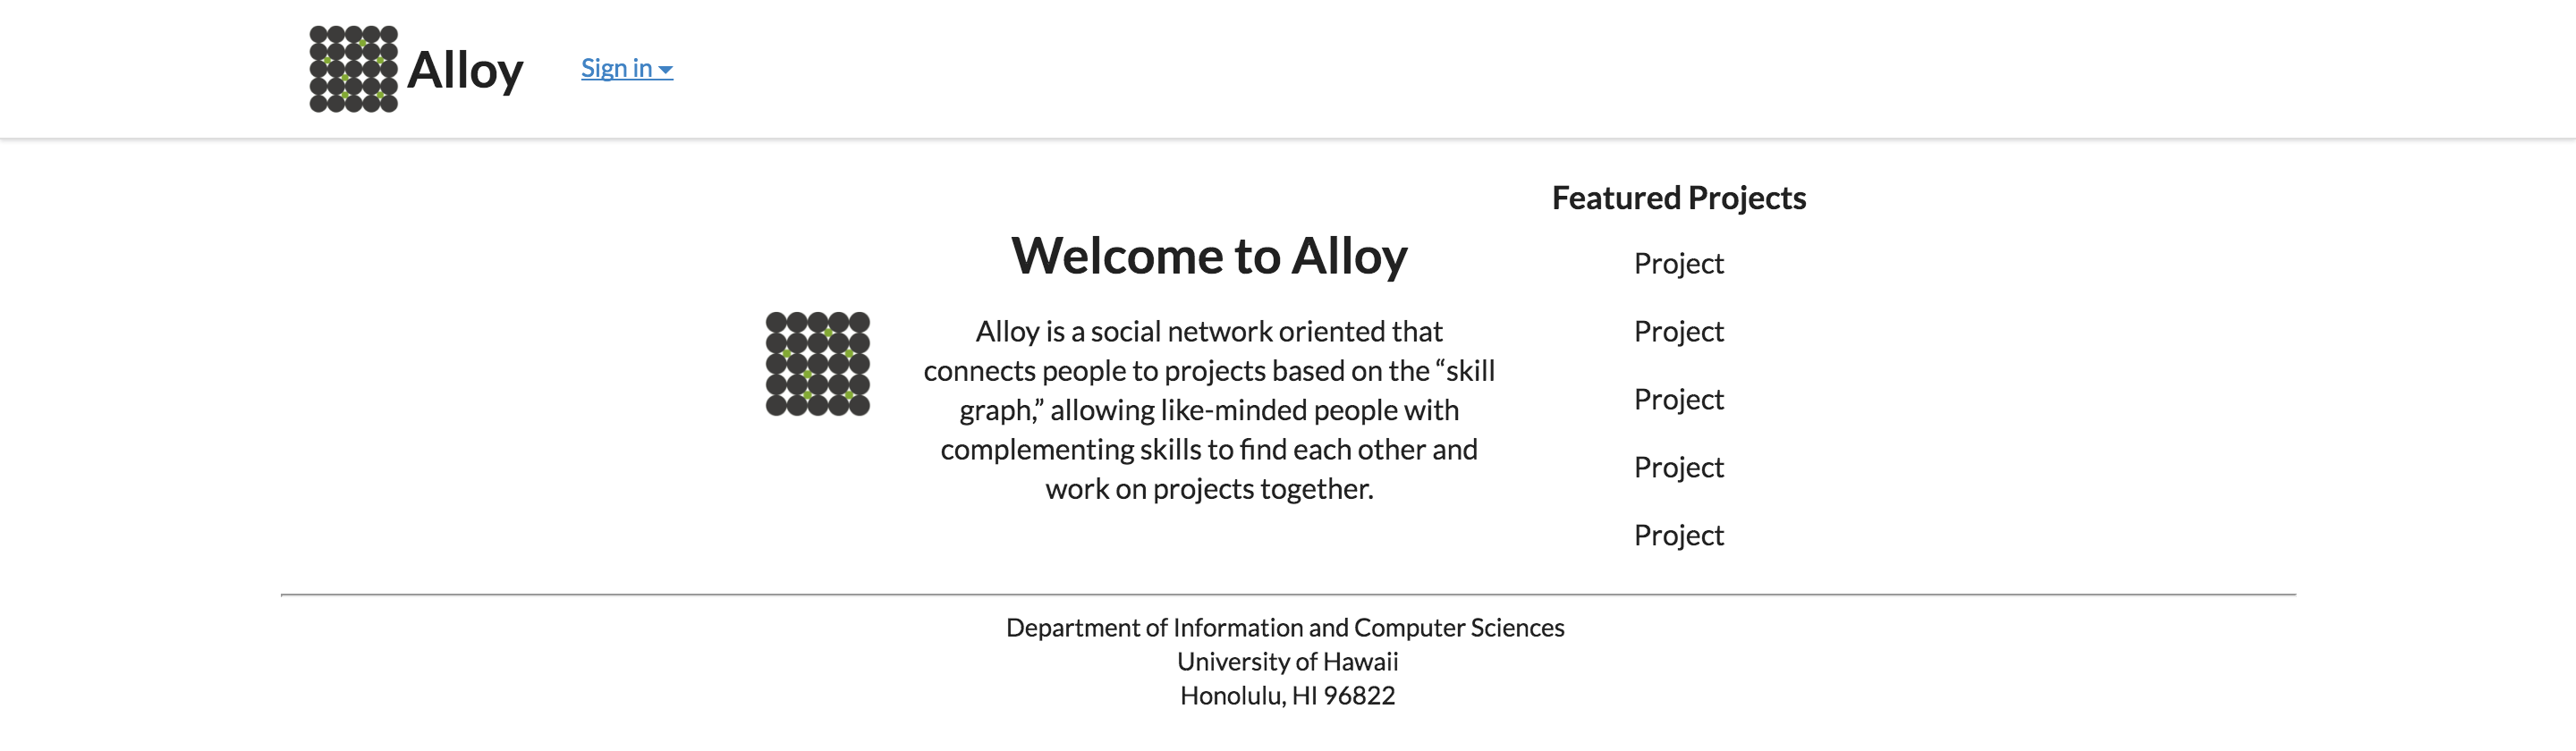 Alloy
Sign in
Welcome to Alloy
Alloy is a social network oriented that
connects people to projects based on the “skill
graph,” allowing like-minded people with
complementing skills to find each other and
work on projects together.
Featured Projects
Project
Project
Project
Project
Project
Department of Information and Computer Sciences
University of Hawaii
Honolulu, HI 96822